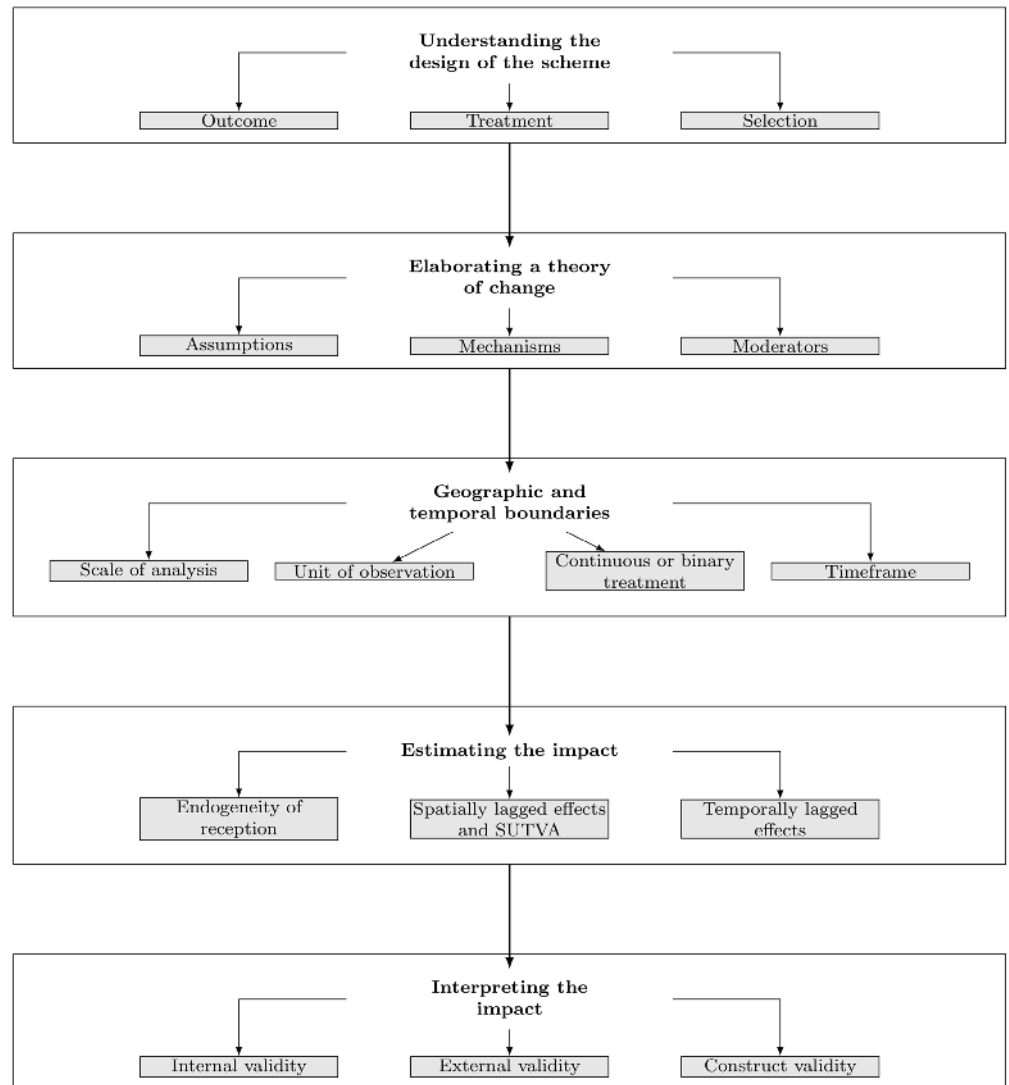 Understanding the
design of the scheme
Outcome
Treatment
Selection
Elaborating a theory
of change
Assumptions
Mechanisms
Moderators
Geographic and
temporal boundaries
Scale of analysis
Unit of observation
Continuous or binary
treatment
Timeframe
Estimating the impact
Endogeneity of
reception
Spatially lagged effects
and SUTVA
Temporally lagged
effects
Interpreting the
impact
Internal validity
External validity
Construct validity